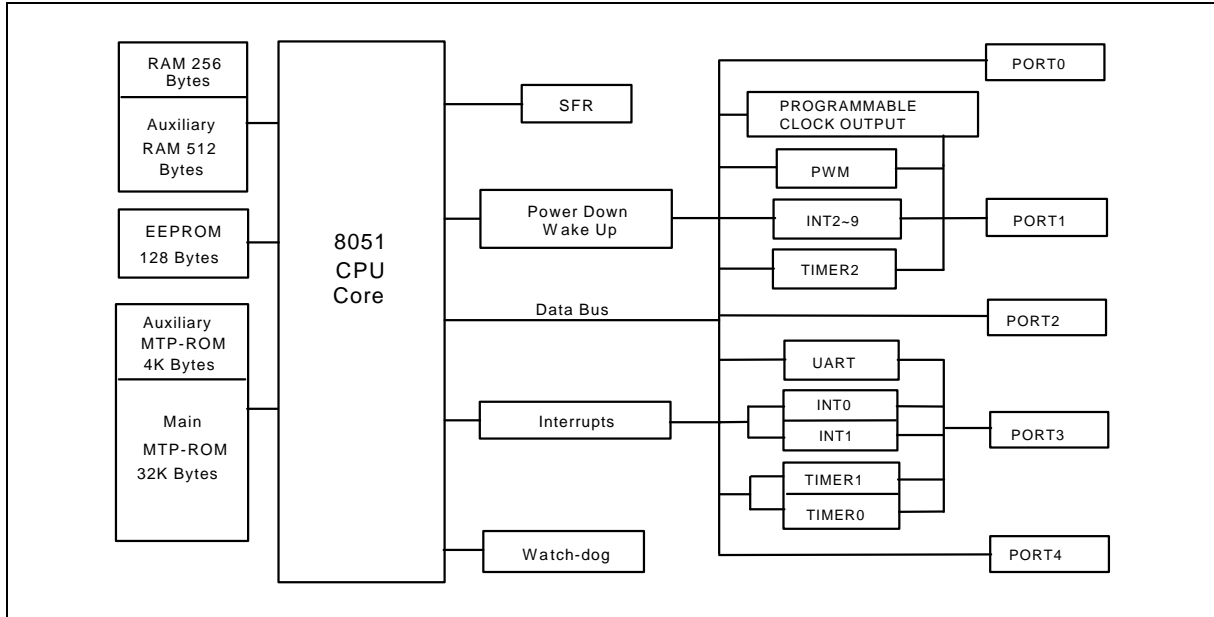 RAM 256
Bytes
Auxiliary
RAM 512
Bytes
EEPROM
128 Bytes
Auxiliary
MTP-ROM
4K Bytes
Main
MTP-ROM
32K Bytes
8051
CPU
Core
SFR
Power Down
Wake Up
Data Bus
Interrupts
Watch-dog
PROGRAMMABLE
CLOCK OUTPUT
PWM
INT2~9
TIMER2
UART
INT0
INT1
TIMER1
TIMER0
PORT0
PORT1
PORT2
PORT3
PORT4